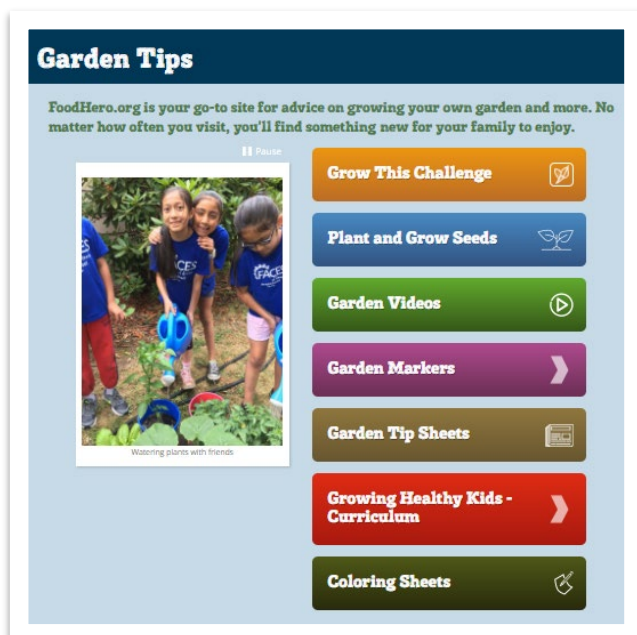 Garden Tips
FoodHero.org is your go-to site for advice on growing your own garden and more. No
matter how often you visit, you'll find something new for your family to enjoy.
Pause
FACES
FACES
Watering plants with friends
Grow This Challenge
Plant and Grow Seeds
Garden Videos
Garden Markers
Garden Tip Sheets
Growing Healthy Kids -
Curriculum
Coloring Sheets